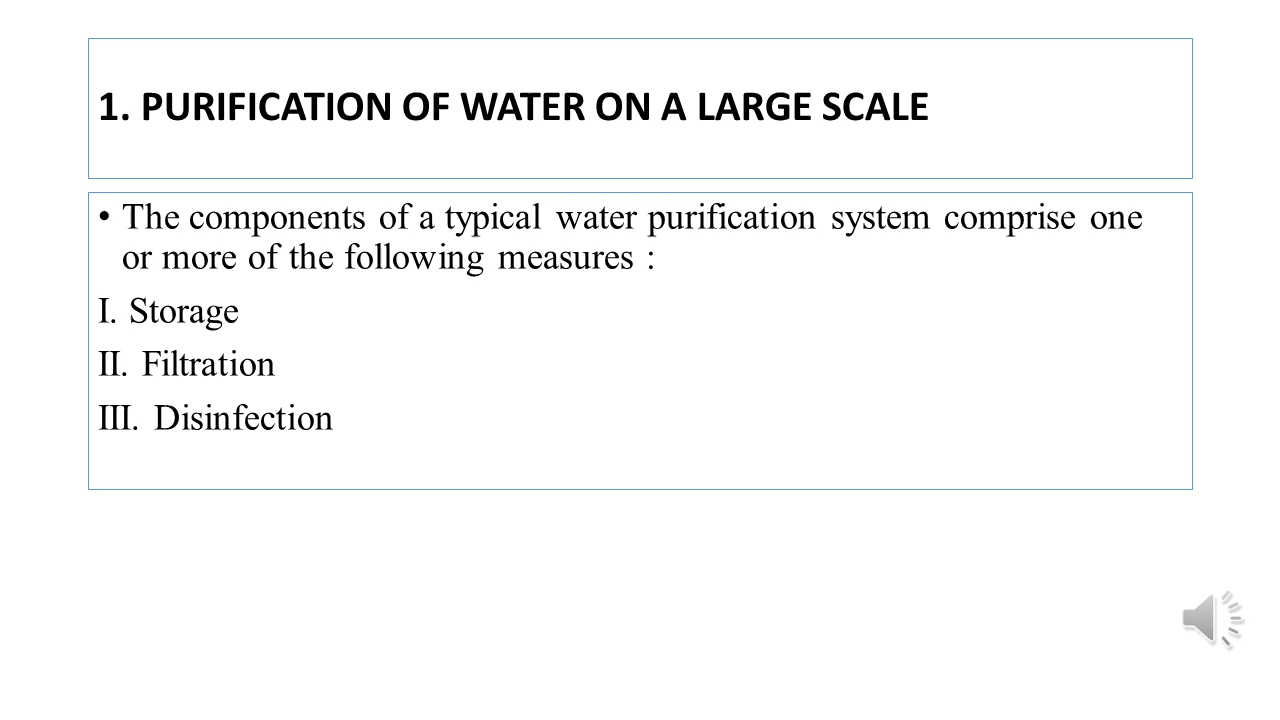 1. PURIFICATION OF WATER ON A LARGE SCALE
• The components of a typical water purification system comprise one
or more of the following measures :
I. Storage
II. Filtration
III. Disinfection